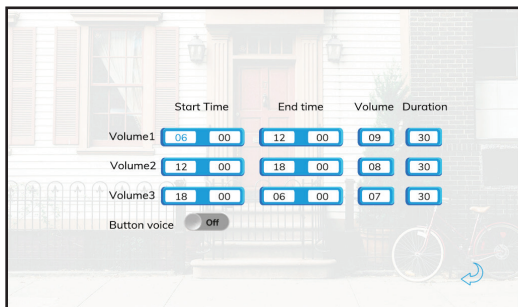 Start Time End time Volume Duration
Volume1 06 00 12 00 09 30
Volume2 12 00 18 00 08 30
Volume3 18 00 06 00 07 30
Button voice Off